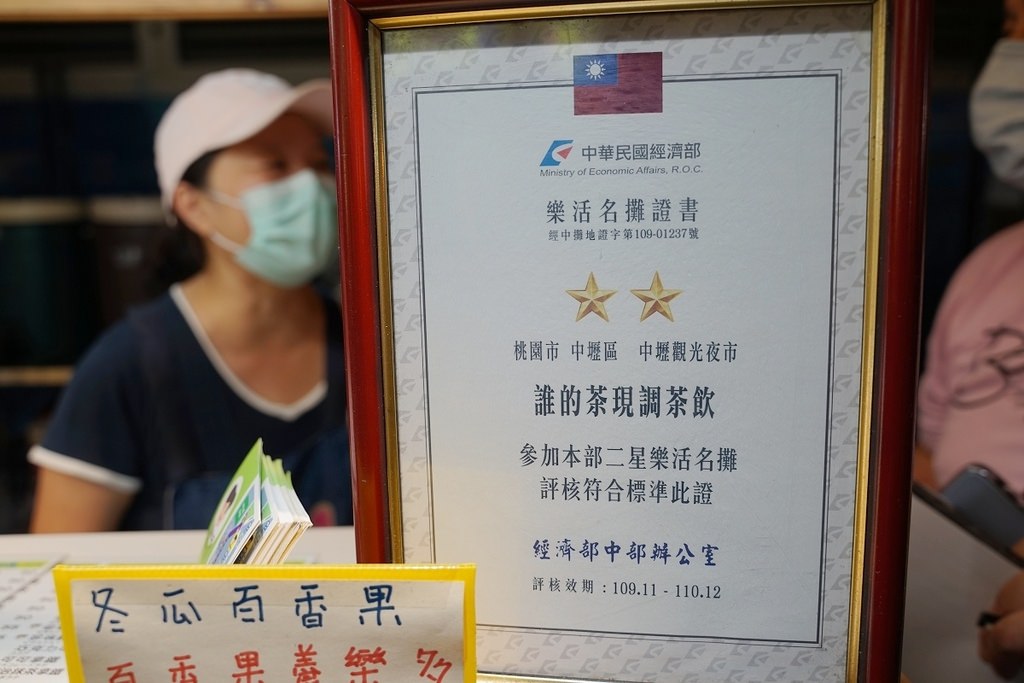 中華民國經濟部
Ministry of Economic Affairs, R.O.C.
樂活名攤證書
經中攤地證字第109-01237號
桃園市 中壢區 中壢觀光夜市
誰的茶現調茶飲
參加本部二星樂活名攤
評核符合標準此證
經濟部中部辦公室
評核效期：109.11 - 110.12
冬瓜百香果
百香果養樂多